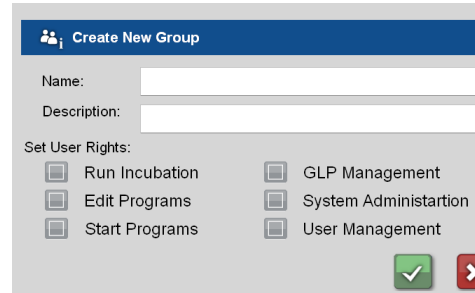 Create New Group
Name:
Description:
Set User Rights:
Run Incubation
GLP Management
Edit Programs
System Administartion
Start Programs
User Management